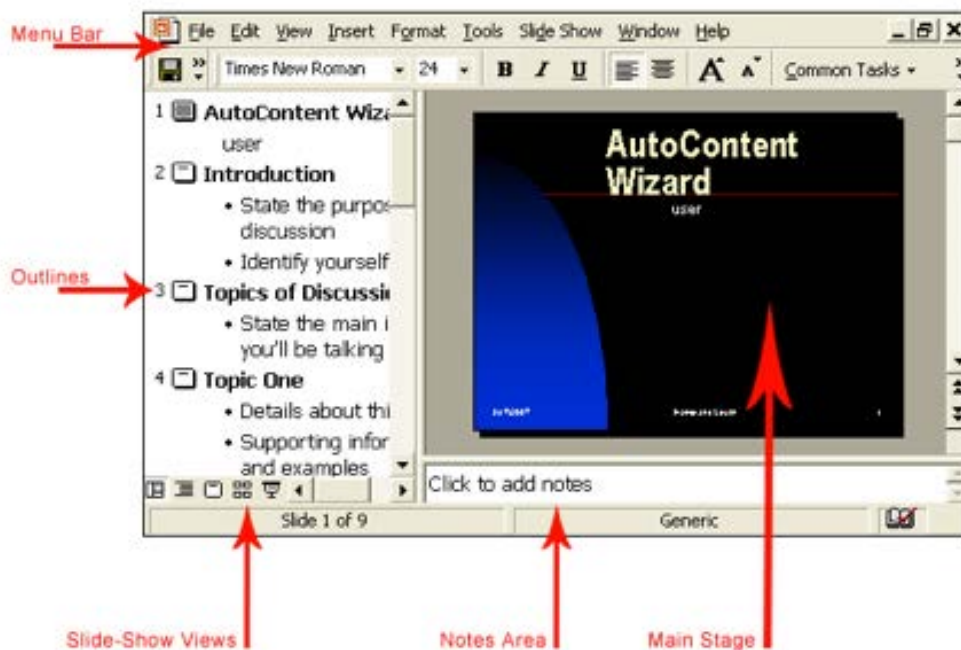 Menu Bar
File Edit View Insert Format Tools Slide Show Window Help
Times New Roman 24 B I U A A Common Tasks
1 AutoContent Wiz
user
2 Introduction
• State the purpo
discussion
• Identify yourself
Outlines
3 Topics of Discussi
• State the main i
you'll be talking
4 Topic One
• Details about thi
• Supporting infor
and examples
AutoContent
Wizard
user
Click to add notes
Slide 1 of 9 Generic
Slide-Show Views Notes Area Main Stage